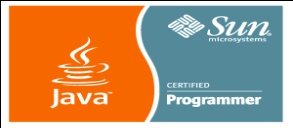 Sun
microsystems
Java
CERTIFIED
Programmer